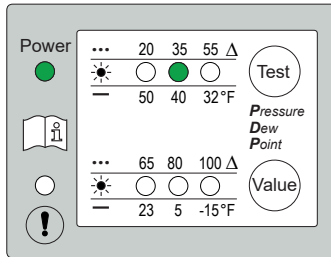 Power
••• 20 35 55 Δ
Test
— 50 40 32°F
Pressure
Dew
Point
i
••• 65 80 100 Δ
Value
— 23 5 -15°F
!